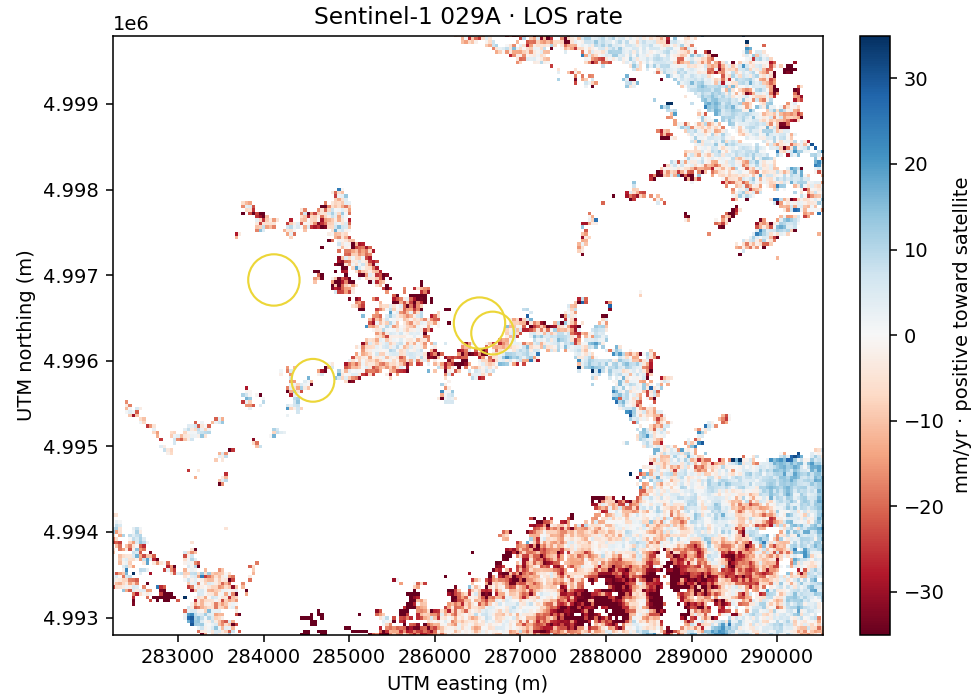 Sentinel-1 029A · LOS rate
1e6
4.999
4.998
4.997
4.996
4.995
4.994
4.993
UTM northing (m)
283000 284000 285000 286000 287000 288000 289000 290000
UTM easting (m)
30
20
10
0
−10
−20
−30
mm/yr · positive toward satellite